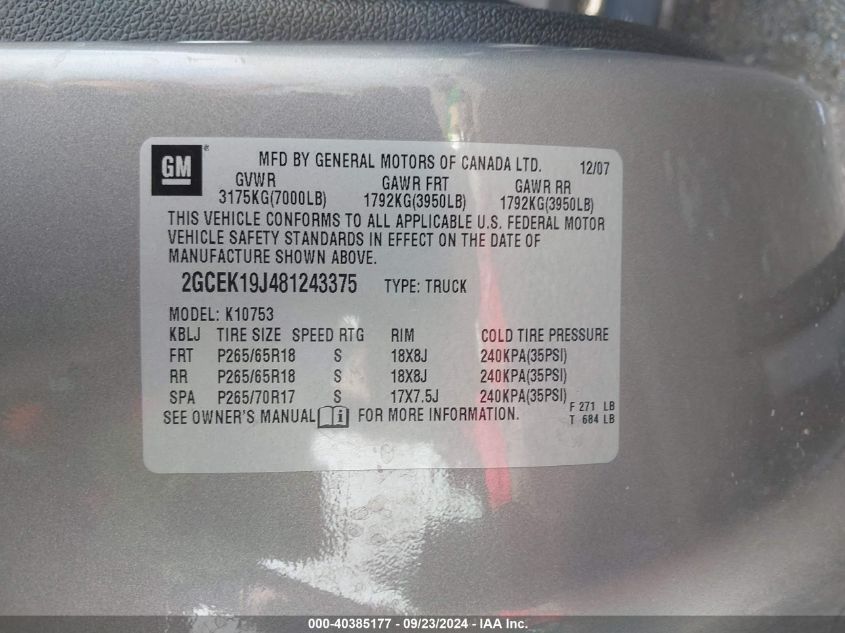 GM
MFD BY GENERAL MOTORS OF CANADA LTD. 12/07
GVWR GAWR FRT GAWR RR
3175KG(7000LB) 1792KG(3950LB) 1792KG(3950LB)
THIS VEHICLE CONFORMS TO ALL APPLICABLE U.S. FEDERAL MOTOR
VEHICLE SAFETY STANDARDS IN EFFECT ON THE DATE OF
MANUFACTURE SHOWN ABOVE.
2GCEK19J481243375 TYPE: TRUCK
MODEL: K10753
KBLJ TIRE SIZE SPEED RTG RIM COLD TIRE PRESSURE
FRT P265/65R18 S 18X8J 240KPA(35PSI)
RR P265/65R18 S 18X8J 240KPA(35PSI)
SPA P265/70R17 S 17X7.5J 240KPA(35PSI)
SEE OWNER'S MANUAL FOR MORE INFORMATION.
F 271 LB
T 684 LB
000-40385177 - 09/23/2024 - IAAI.COM